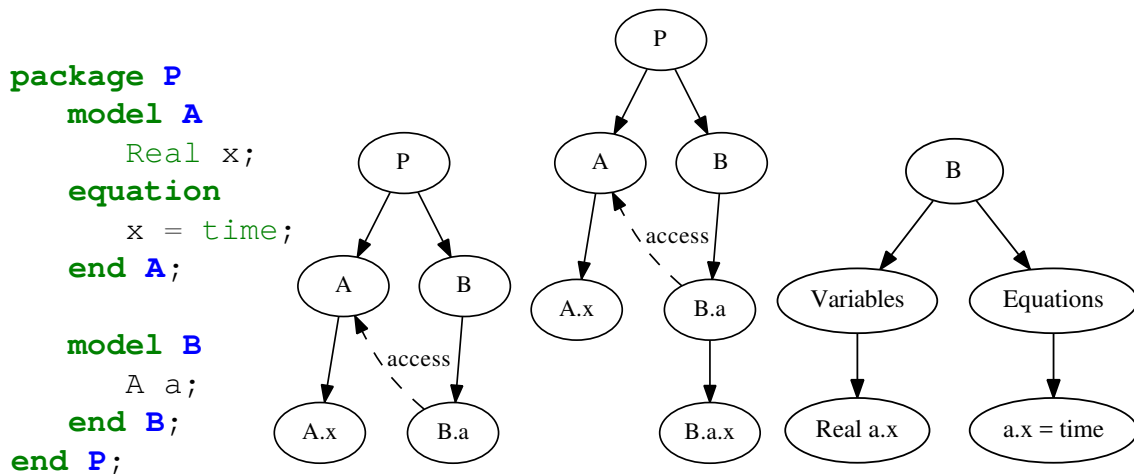 package P
model A
Real x;
equation
x = time;
end A;
model B
A a;
end B;
end P;
P
A
B
access
A.x
B.a
P
A
B
access
A.x
B.a
B.a.x
B
Variables
Equations
Real a.x
a.x = time